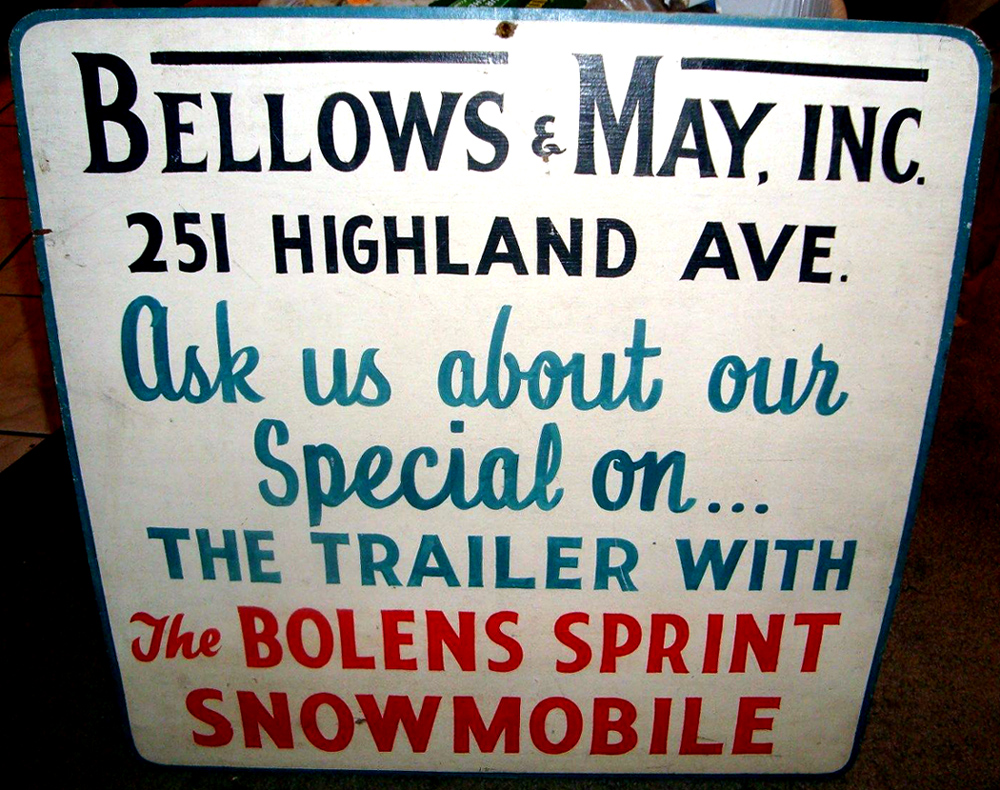 BELLOWS & MAY, INC.
251 HIGHLAND AVE.
Ask us about our
Special on...
THE TRAILER WITH
The BOLENS SPRINT
SNOWMOBILE